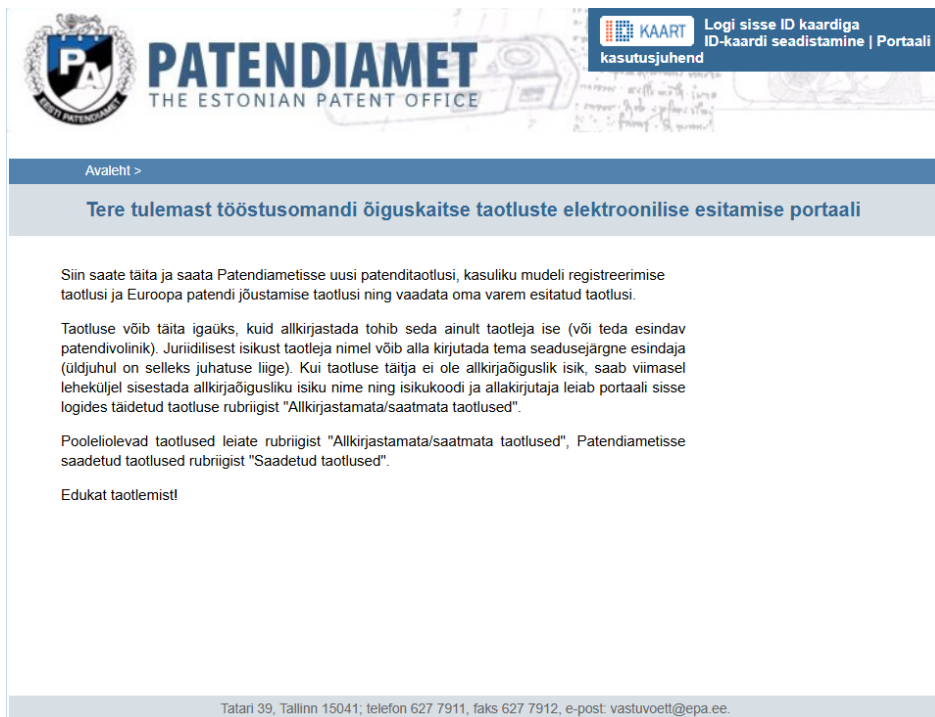 PATENDIAMET
THE ESTONIAN PATENT OFFICE
PA
EESTI PATENDIAMET
ID KAART
Logi sisse ID kaardiga
ID-kaardi seadistamine | Portaali
kasutusjuhend
Avaleht >
Tere tulemast tööstusomandi õiguskaitse taotluste elektroonilise esitamise portaali
Siin saate täita ja saata Patendiametisse uusi patenditaotlusi, kasuliku mudeli registreerimise
taotlusi ja Euroopa patendi jõustamise taotlusi ning vaadata oma varem esitatud taotlusi.
Taotluse võib täita igaüks, kuid allkirjastada tohib seda ainult taotleja ise (või teda esindav
patendivolinik). Juriidilisest isikust taotleja nimel võib alla kirjutada tema seadusejärgne esindaja
(üldjuhul on selleks juhatuse liige). Kui taotluse täitja ei ole allkirjaõiguslik isik, saab viimasel
leheküljel sisestada allkirjaõigusliku isiku nime ning isikukoodi ja allakirjutaja leiab portaali sisse
logides täidetud taotluse rubriigist "Allkirjastamata/saatmata taotlused".
Pooleliolevad taotlused leiate rubriigist "Allkirjastamata/saatmata taotlused", Patendiametisse
saadetud taotlused rubriigist "Saadetud taotlused".
Edukat taotlemist!
Tatari 39, Tallinn 15041; telefon 627 7911, faks 627 7912, e-post: vastuvoett@epa.ee.